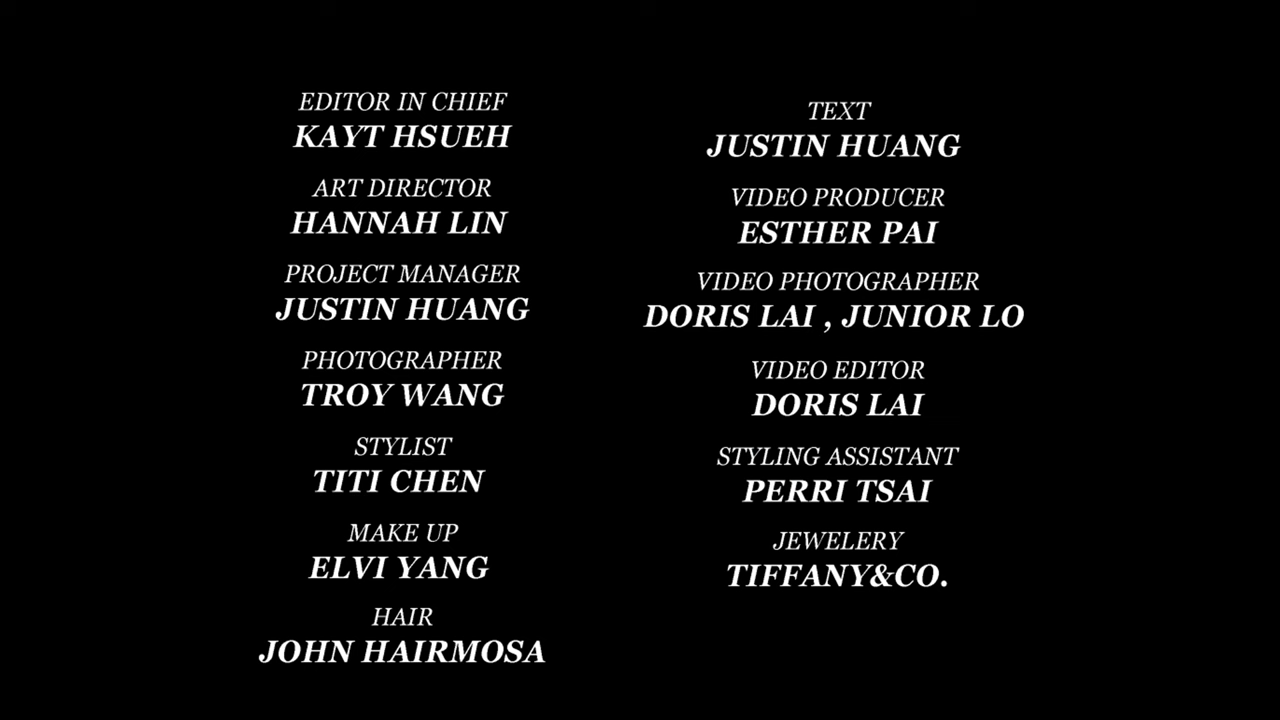 EDITOR IN CHIEF
KAYT HSUEH
ART DIRECTOR
HANNAH LIN
PROJECT MANAGER
JUSTIN HUANG
PHOTOGRAPHER
TROY WANG
STYLIST
TITI CHEN
MAKE UP
ELVI YANG
HAIR
JOHN HAIRMOSA
TEXT
JUSTIN HUANG
VIDEO PRODUCER
ESTHER PAI
VIDEO PHOTOGRAPHER
DORIS LAI , JUNIOR LO
VIDEO EDITOR
DORIS LAI
STYLING ASSISTANT
PERRI TSAI
JEWELERY
TIFFANY&CO.